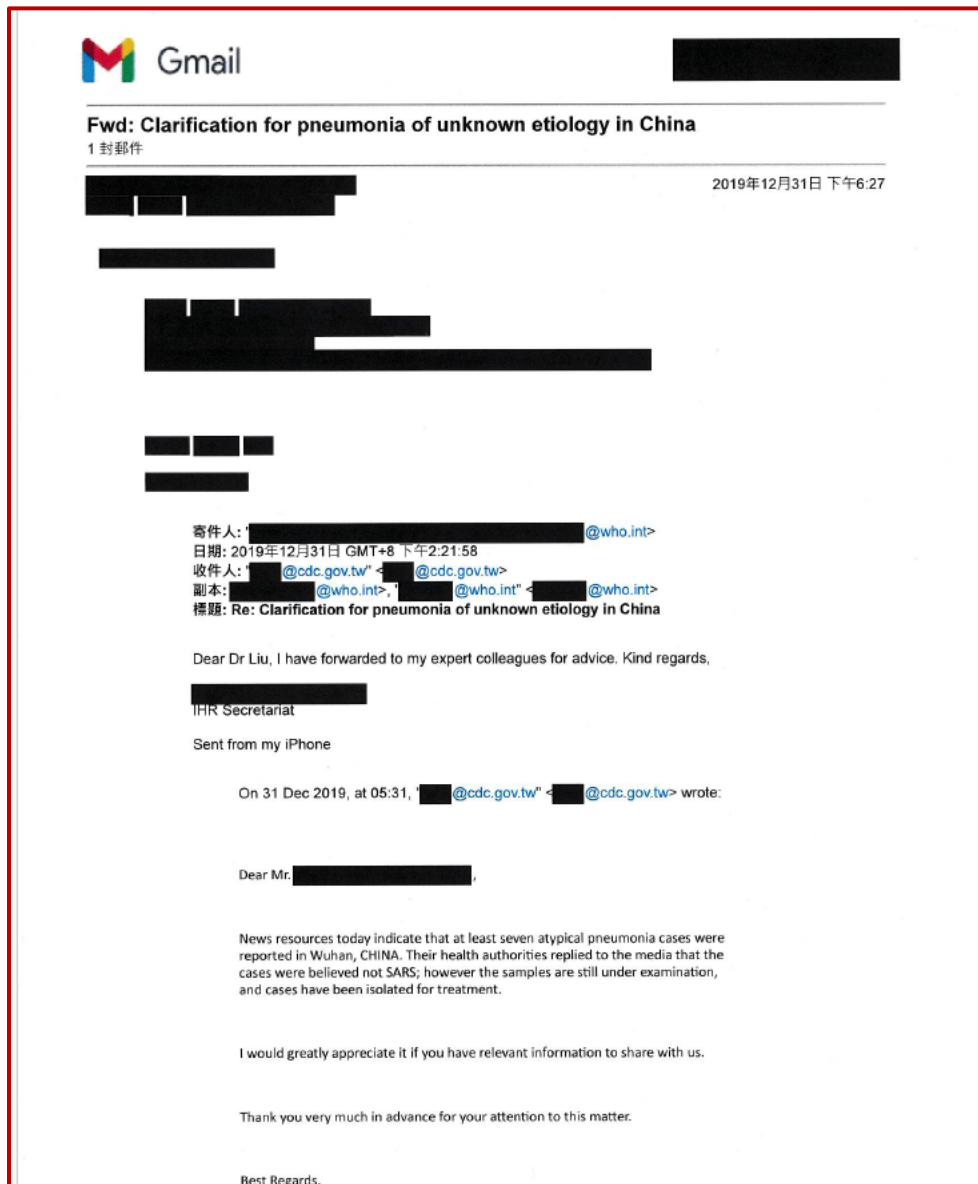 Gmail
Fwd: Clarification for pneumonia of unknown etiology in China
1 封郵件
2019年12月31日 下午6:27
寄件人: " @who.int>
日期: 2019年12月31日 GMT+8 下午2:21:58
收件人: " @cdc.gov.tw" < @cdc.gov.tw>
副本: @who.int>, " @who.int" < @who.int>
標題: Re: Clarification for pneumonia of unknown etiology in China
Dear Dr Liu, I have forwarded to my expert colleagues for advice. Kind regards,
IHR Secretariat
Sent from my iPhone
On 31 Dec 2019, at 05:31, " @cdc.gov.tw" < @cdc.gov.tw> wrote:
Dear Mr. ,
News resources today indicate that at least seven atypical pneumonia cases were
reported in Wuhan, CHINA. Their health authorities replied to the media that the
cases were believed not SARS; however the samples are still under examination,
and cases have been isolated for treatment.
I would greatly appreciate it if you have relevant information to share with us.
Thank you very much in advance for your attention to this matter.
Best Regards,